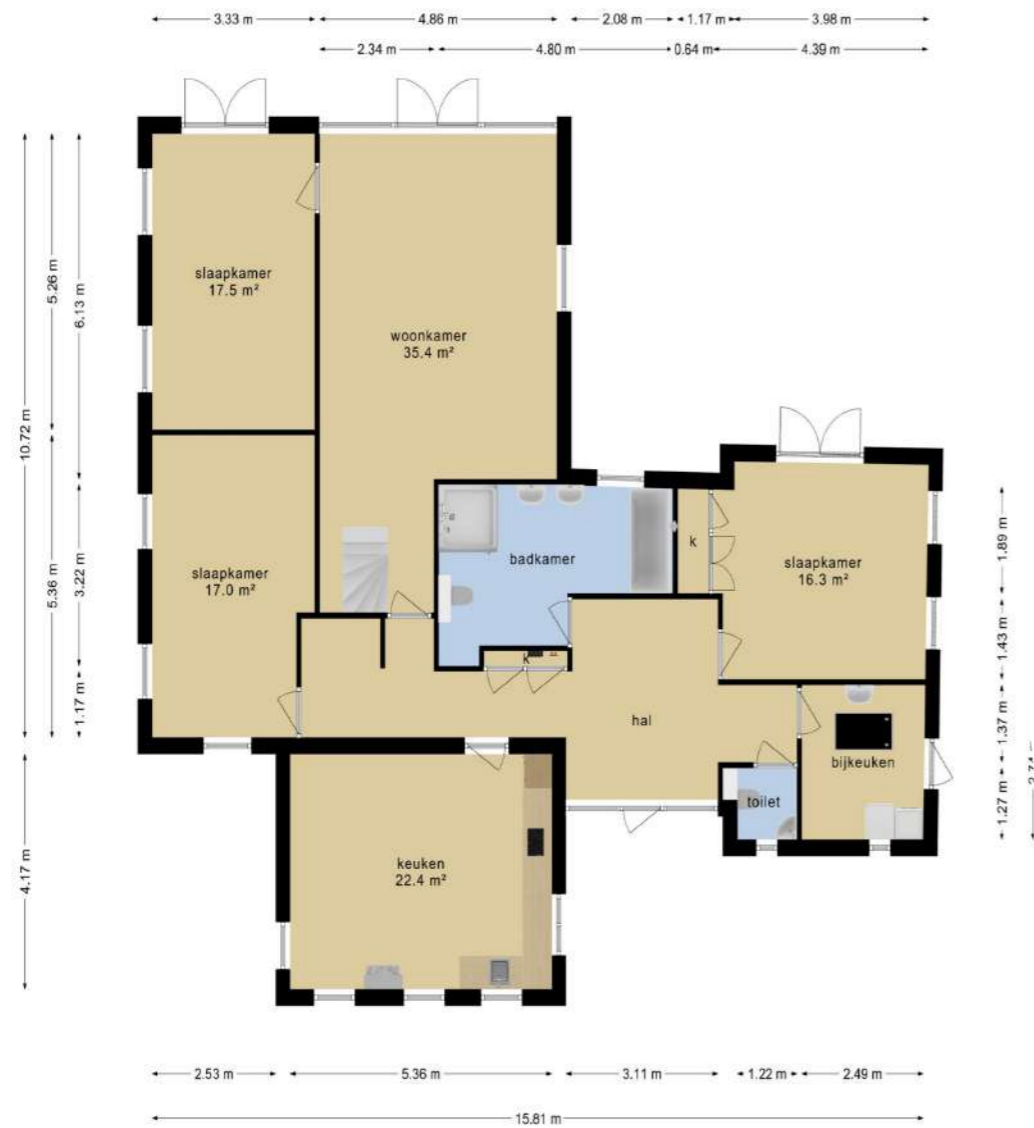 3.33 m
4.86 m
2.08 m
1.17 m
3.98 m
2.34 m
4.80 m
0.64 m
4.39 m
10.72 m
5.26 m
6.13 m
slaapkamer
17.5 m²
woonkamer
35.4 m²
5.36 m
3.22 m
1.17 m
slaapkamer
17.0 m²
badkamer
k
slaapkamer
16.3 m²
1.89 m
1.43 m
k
hal
bijkeuken
toilet
1.37 m
1.27 m
keuken
22.4 m²
4.17 m
2.53 m
5.36 m
3.11 m
1.22 m
2.49 m
15.81 m